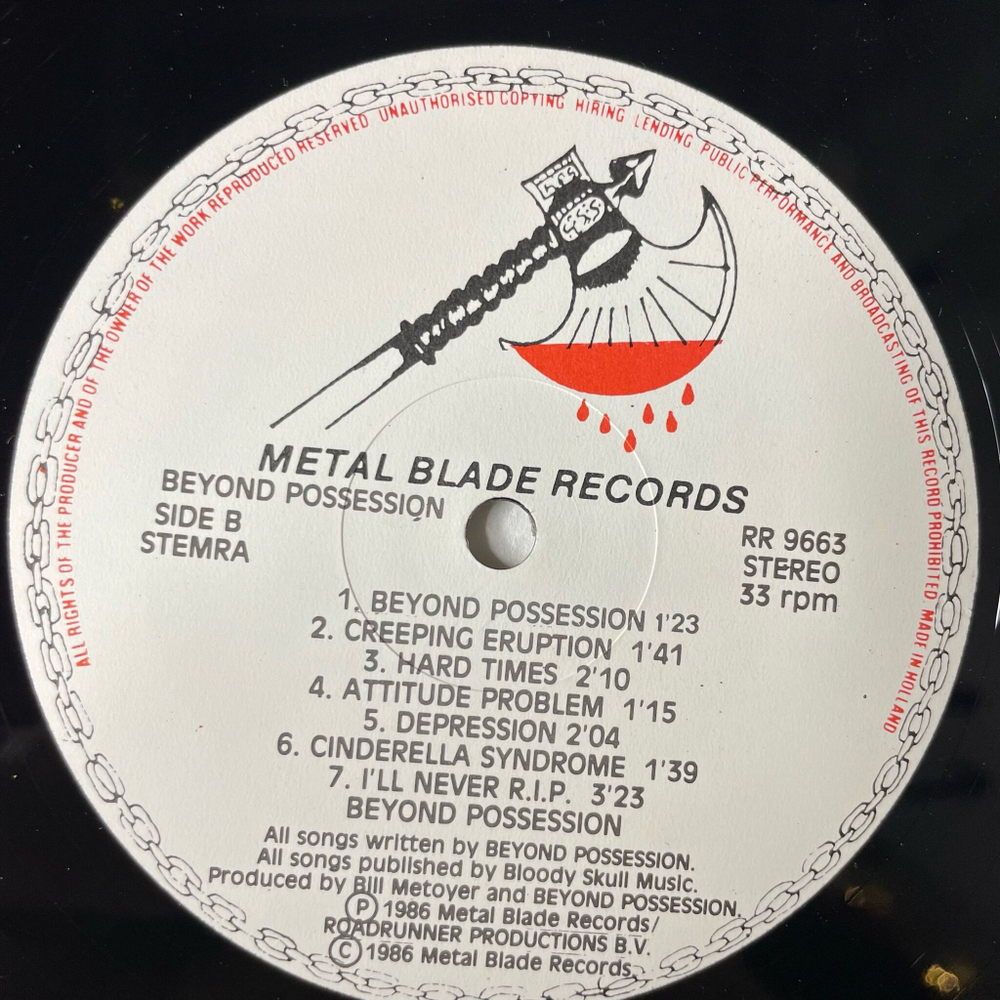 ALL RIGHTS OF THE PRODUCER AND OF THE OWNER OF THE WORK REPRODUCED RESERVED UNAUTHORISED COPYING HIRING LENDING PUBLIC PERFORMANCE AND BROADCASTING OF THIS RECORD PROHIBITED MADE IN HOLLAND
METAL BLADE RECORDS
BEYOND POSSESSION
SIDE B
STEMRA
RR 9663
STEREO
33 rpm
1. BEYOND POSSESSION 1'23
2. CREEPING ERUPTION 1'41
3. HARD TIMES 2'10
4. ATTITUDE PROBLEM 1'15
5. DEPRESSION 2'04
6. CINDERELLA SYNDROME 1'39
7. I'LL NEVER R.I.P. 3'23
BEYOND POSSESSION
All songs written by BEYOND POSSESSION.
All songs published by Bloody Skull Music.
Produced by Bill Metoyer and BEYOND POSSESSION.
Ⓟ 1986 Metal Blade Records/
ROADRUNNER PRODUCTIONS B.V.
© 1986 Metal Blade Records.